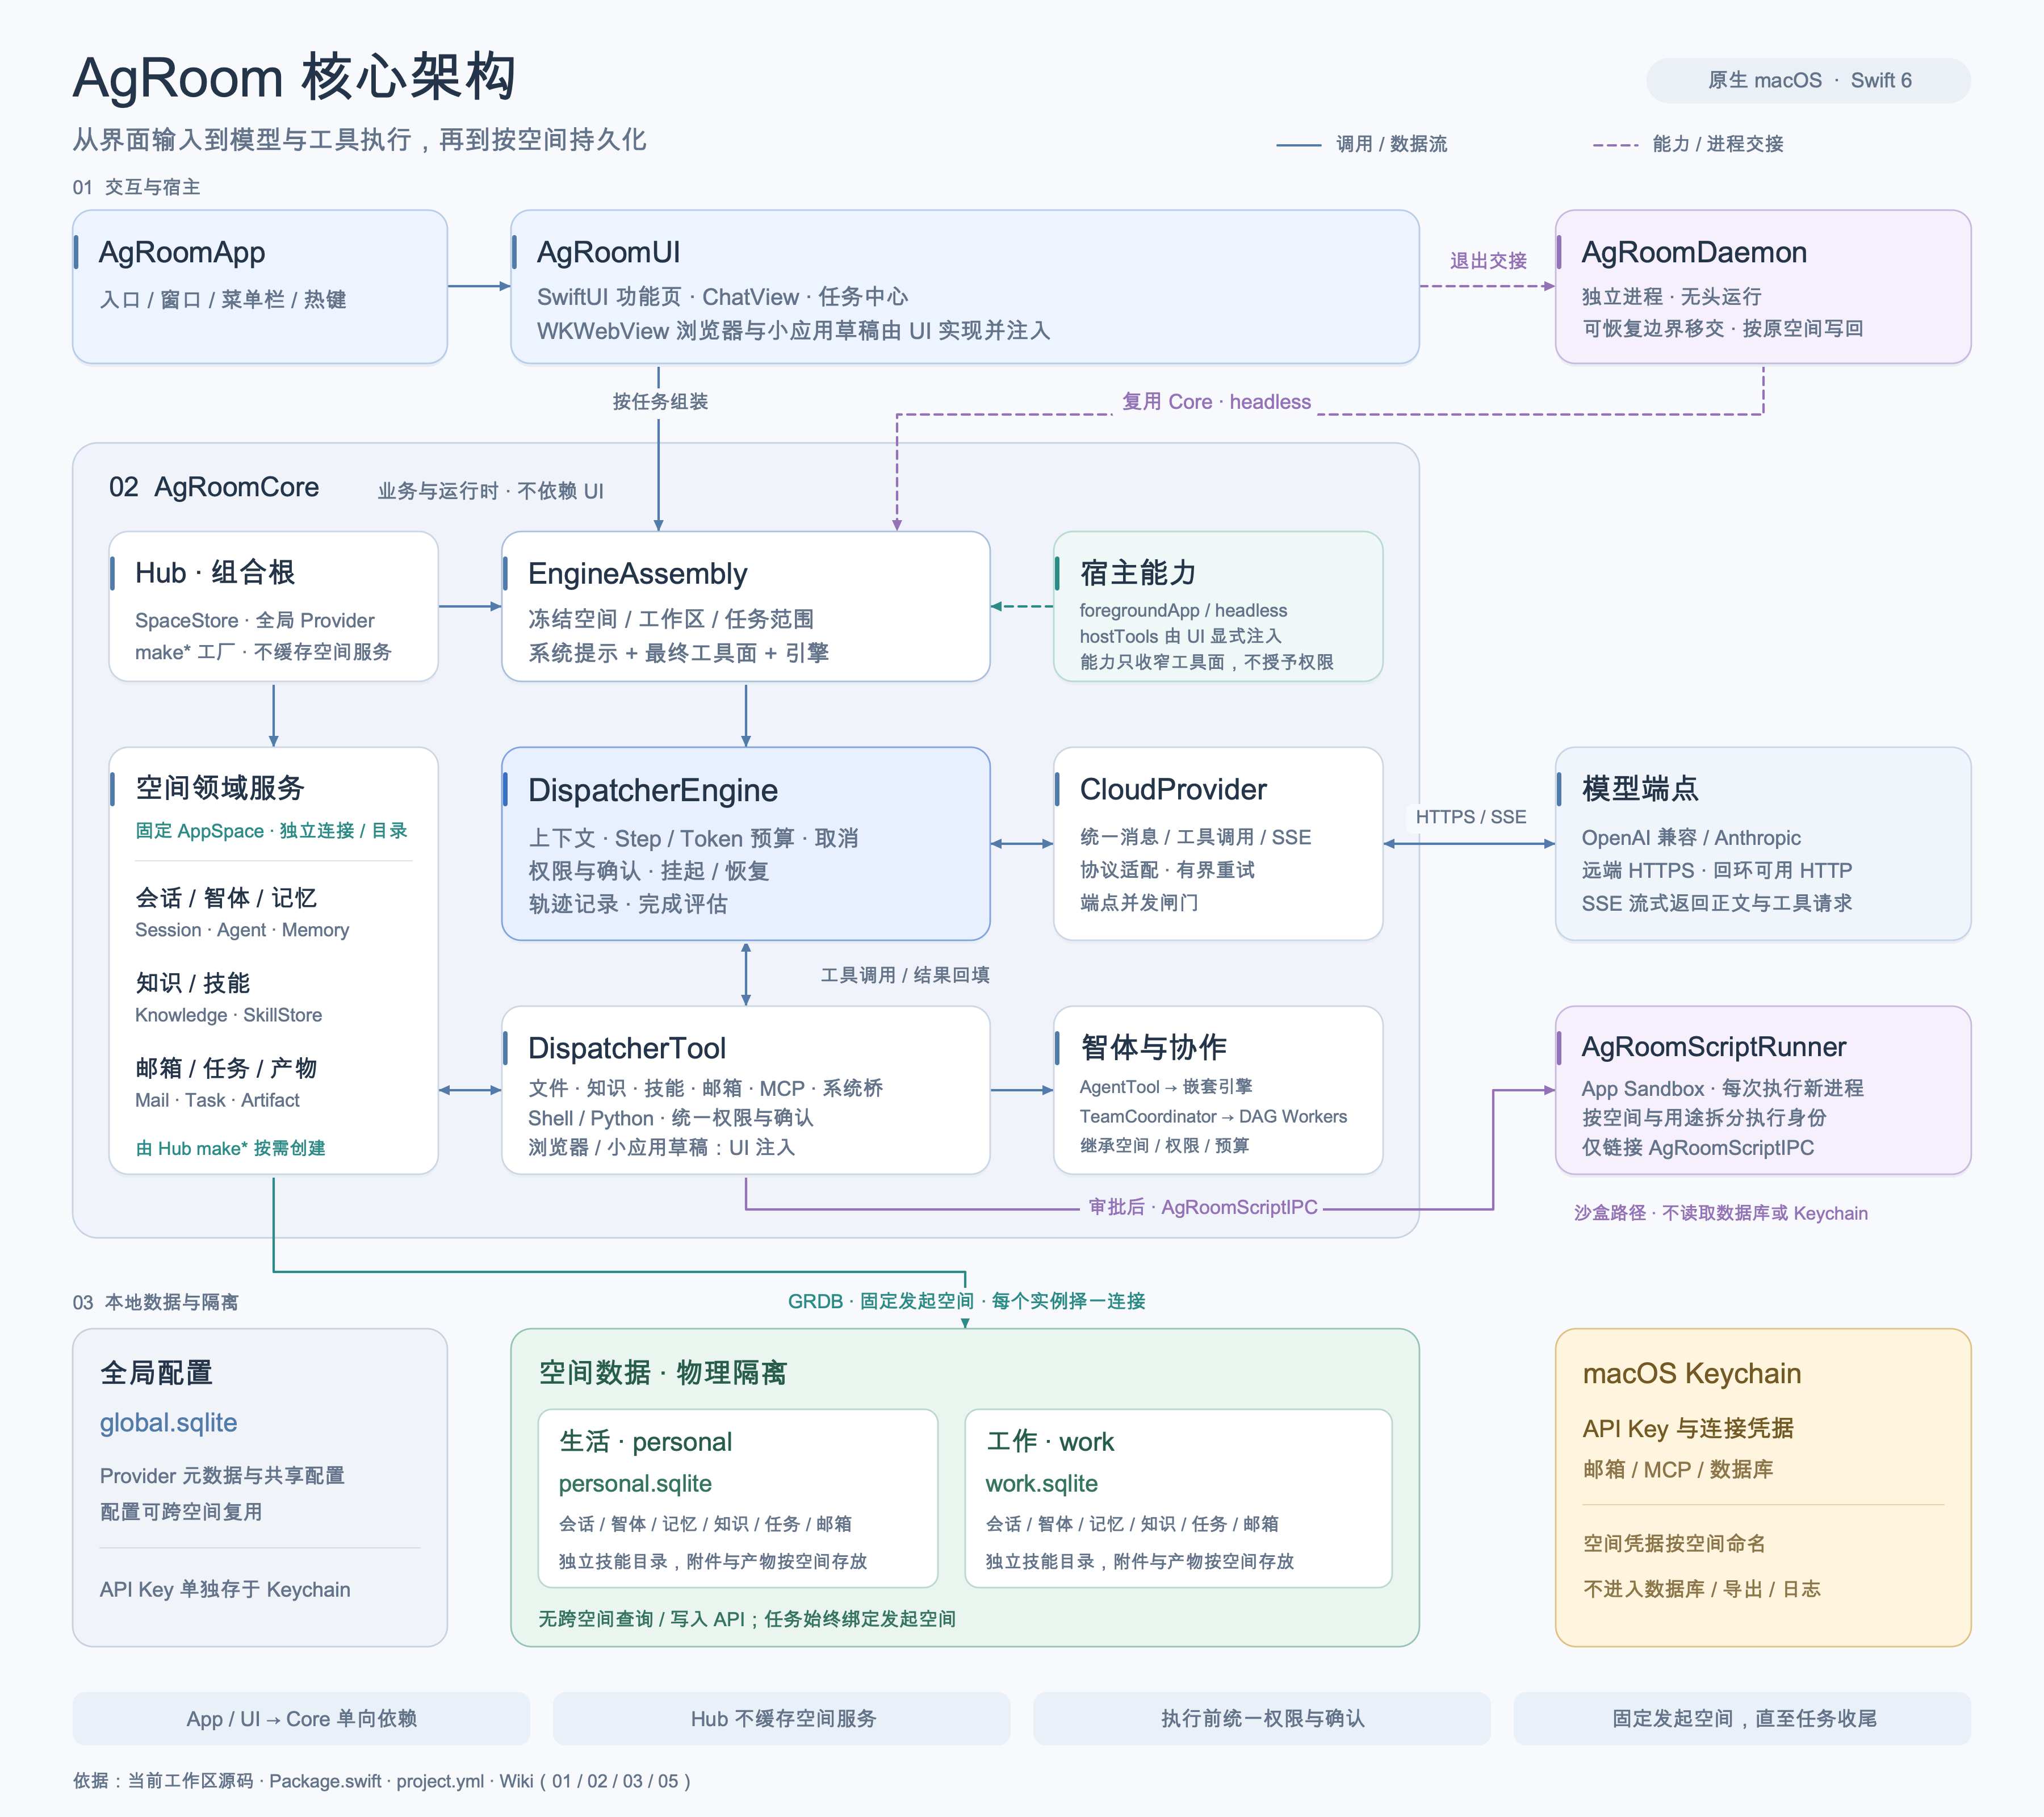 AgRoom 核心架构
原生 macOS · Swift 6
从界面输入到模型与工具执行，再到按空间持久化
调用 / 数据流
能力 / 进程交接
01 交互与宿主
AgRoomApp
入口 / 窗口 / 菜单栏 / 热键
AgRoomUI
SwiftUI 功能页 · ChatView · 任务中心
WKWebView 浏览器与小应用草稿由 UI 实现并注入
退出交接
AgRoomDaemon
独立进程 · 无头运行
可恢复边界移交 · 按原空间写回
按任务组装
复用 Core · headless
02 AgRoomCore
业务与运行时 · 不依赖 UI
Hub · 组合根
SpaceStore · 全局 Provider
make* 工厂 · 不缓存空间服务
EngineAssembly
冻结空间 / 工作区 / 任务范围
系统提示 + 最终工具面 + 引擎
宿主能力
foregroundApp / headless
hostTools 由 UI 显式注入
能力只收窄工具面，不授予权限
空间领域服务
固定 AppSpace · 独立连接 / 目录
会话 / 智体 / 记忆
Session · Agent · Memory
知识 / 技能
Knowledge · SkillStore
邮箱 / 任务 / 产物
Mail · Task · Artifact
由 Hub make* 按需创建
DispatcherEngine
上下文 · Step / Token 预算 · 取消
权限与确认 · 挂起 / 恢复
轨迹记录 · 完成评估
CloudProvider
统一消息 / 工具调用 / SSE
协议适配 · 有界重试
端点并发闸门
HTTPS / SSE
模型端点
OpenAI 兼容 / Anthropic
远端 HTTPS · 回环可用 HTTP
SSE 流式返回正文与工具请求
工具调用 / 结果回填
DispatcherTool
文件 · 知识 · 技能 · 邮箱 · MCP · 系统桥
Shell / Python · 统一权限与确认
浏览器 / 小应用草稿：UI 注入
智体与协作
AgentTool → 嵌套引擎
TeamCoordinator → DAG Workers
继承空间 / 权限 / 预算
AgRoomScriptRunner
App Sandbox · 每次执行新进程
按空间与用途拆分执行身份
仅链接 AgRoomScriptIPC
审批后 · AgRoomScriptIPC
沙盒路径 · 不读取数据库或 Keychain
03 本地数据与隔离
GRDB · 固定发起空间 · 每个实例择一连接
全局配置
global.sqlite
Provider 元数据与共享配置
配置可跨空间复用
API Key 单独存于 Keychain
空间数据 · 物理隔离
生活 · personal
personal.sqlite
会话 / 智体 / 记忆 / 知识 / 任务 / 邮箱
独立技能目录，附件与产物按空间存放
工作 · work
work.sqlite
会话 / 智体 / 记忆 / 知识 / 任务 / 邮箱
独立技能目录，附件与产物按空间存放
无跨空间查询 / 写入 API；任务始终绑定发起空间
macOS Keychain
API Key 与连接凭据
邮箱 / MCP / 数据库
空间凭据按空间命名
不进入数据库 / 导出 / 日志
App / UI → Core 单向依赖
Hub 不缓存空间服务
执行前统一权限与确认
固定发起空间，直至任务收尾
依据：当前工作区源码 · Package.swift · project.yml · Wiki（01 / 02 / 03 / 05）